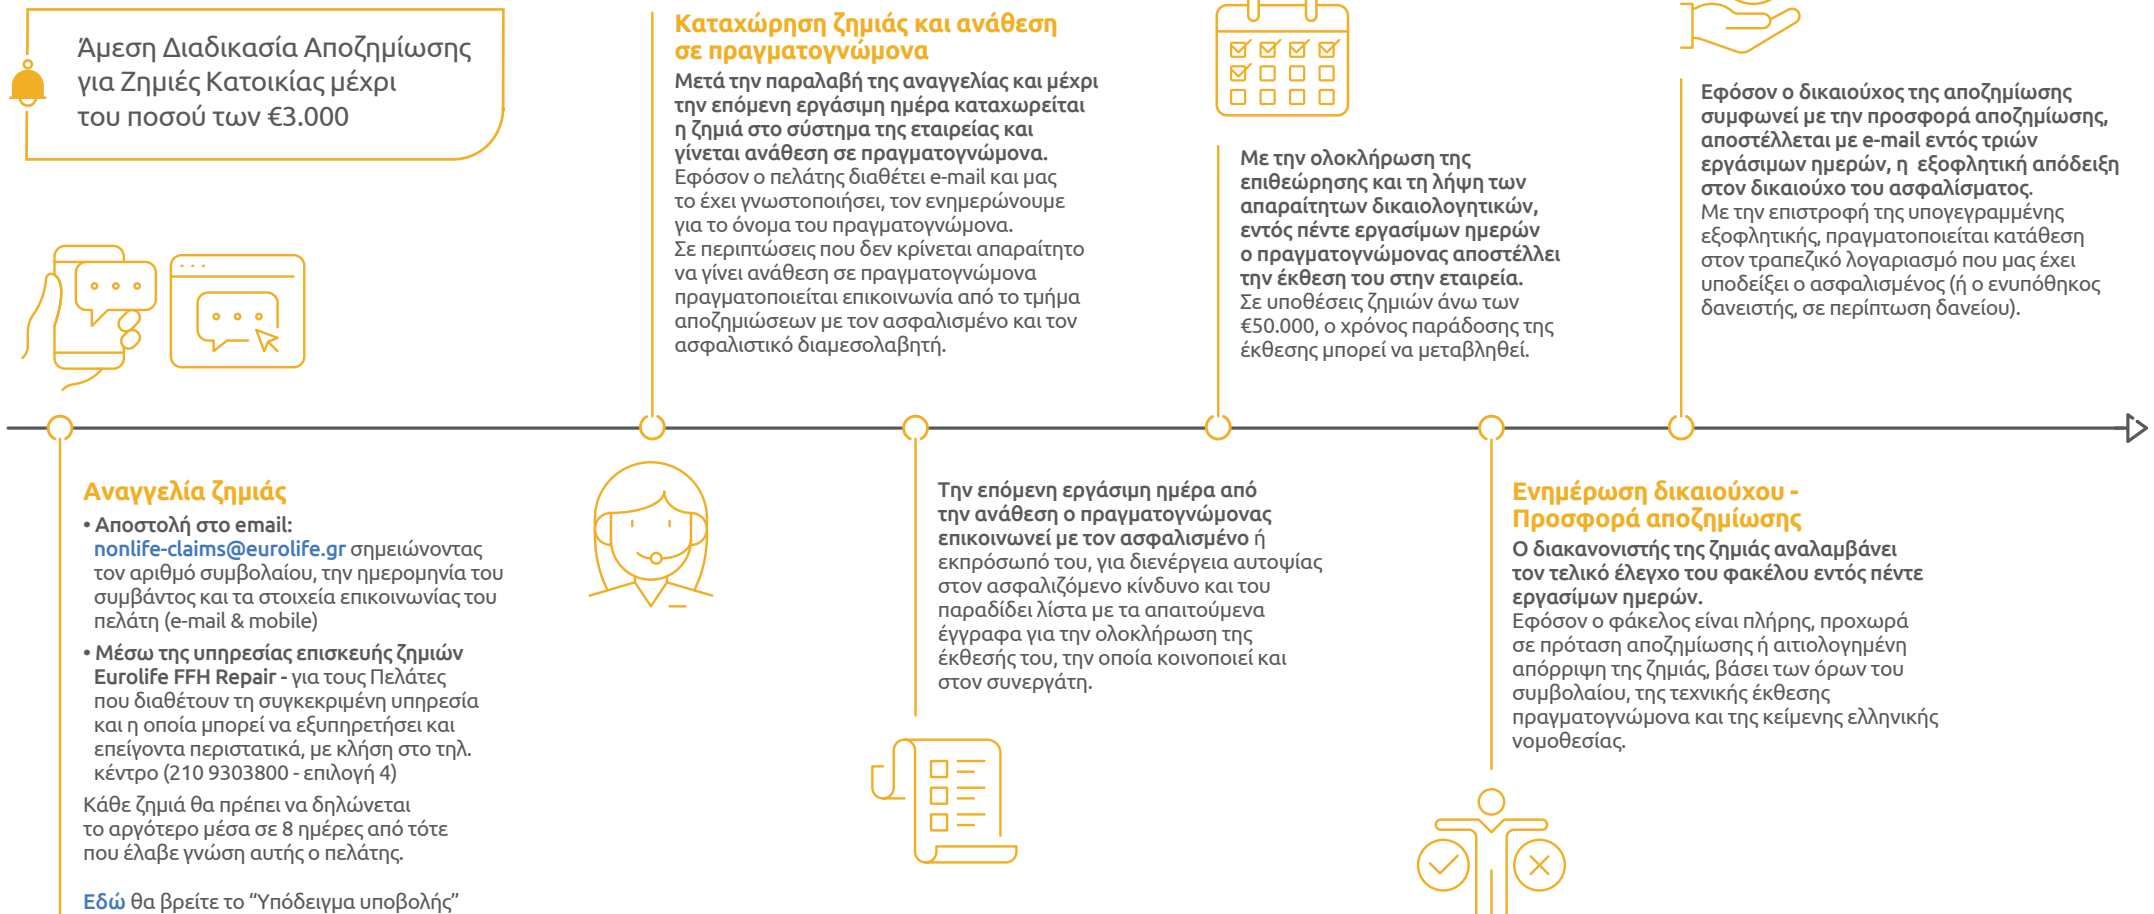 Άμεση Διαδικασία Αποζημίωσης
για Ζημιές Κατοικίας μέχρι
του ποσού των €3.000
Αναγγελία ζημιάς
• Αποστολή στο email:
nonlife-claims@eurolife.gr σημειώνοντας
τον αριθμό συμβολαίου, την ημερομηνία του
συμβάντος και τα στοιχεία επικοινωνίας του
πελάτη (e-mail & mobile)
• Μέσω της υπηρεσίας επισκευής ζημιών
Eurolife FFH Repair - για τους Πελάτες
που διαθέτουν τη συγκεκριμένη υπηρεσία
και η οποία μπορεί να εξυπηρετήσει και
επείγοντα περιστατικά, με κλήση στο τηλ.
κέντρο (210 9303800 - επιλογή 4)
Κάθε ζημιά θα πρέπει να δηλώνεται
το αργότερο μέσα σε 8 ημέρες από τότε
που έλαβε γνώση αυτής ο πελάτης.
Εδώ θα βρείτε το “Υπόδειγμα υποβολής”
Καταχώρηση ζημιάς και ανάθεση
σε πραγματογνώμονα
Μετά την παραλαβή της αναγγελίας και μέχρι
την επόμενη εργάσιμη ημέρα καταχωρείται
η ζημιά στο σύστημα της εταιρείας και
γίνεται ανάθεση σε πραγματογνώμονα.
Εφόσον ο πελάτης διαθέτει e-mail και μας
το έχει γνωστοποιήσει, τον ενημερώνουμε
για το όνομα του πραγματογνώμονα.
Σε περιπτώσεις που δεν κρίνεται απαραίτητο
να γίνει ανάθεση σε πραγματογνώμονα
πραγματοποιείται επικοινωνία από το τμήμα
αποζημιώσεων με τον ασφαλισμένο και τον
ασφαλιστικό διαμεσολαβητή.
Την επόμενη εργάσιμη ημέρα από
την ανάθεση ο πραγματογνώμονας
επικοινωνεί με τον ασφαλισμένο ή
εκπρόσωπό του, για διενέργεια αυτοψίας
στον ασφαλιζόμενο κίνδυνο και του
παραδίδει λίστα με τα απαιτούμενα
έγγραφα για την ολοκλήρωση της
έκθεσής του, την οποία κοινοποιεί και
στον συνεργάτη.
Με την ολοκλήρωση της
επιθεώρησης και τη λήψη των
απαραίτητων δικαιολογητικών,
εντός πέντε εργασίμων ημερών
ο πραγματογνώμονας αποστέλλει
την έκθεση του στην εταιρεία.
Σε υποθέσεις ζημιών άνω των
€50.000, ο χρόνος παράδοσης της
έκθεσης μπορεί να μεταβληθεί.
Ενημέρωση δικαιούχου -
Προσφορά αποζημίωσης
Ο διακανονιστής της ζημιάς αναλαμβάνει
τον τελικό έλεγχο του φακέλου εντός πέντε
εργασίμων ημερών.
Εφόσον ο φάκελος είναι πλήρης, προχωρά
σε πρόταση αποζημίωσης ή αιτιολογημένη
απόρριψη της ζημιάς, βάσει των όρων του
συμβολαίου, της τεχνικής έκθεσης
πραγματογνώμονα και της κείμενης ελληνικής
νομοθεσίας.
Εφόσον ο δικαιούχος της αποζημίωσης
συμφωνεί με την προσφορά αποζημίωσης,
αποστέλλεται με e-mail εντός τριών
εργάσιμων ημερών, η εξοφλητική απόδειξη
στον δικαιούχο του ασφαλίσματος.
Με την επιστροφή της υπογεγραμμένης
εξοφλητικής, πραγματοποιείται κατάθεση
στον τραπεζικό λογαριασμό που μας έχει
υποδείξει ο ασφαλισμένος (ή ο ενυπόθηκος
δανειστής, σε περίπτωση δανείου).